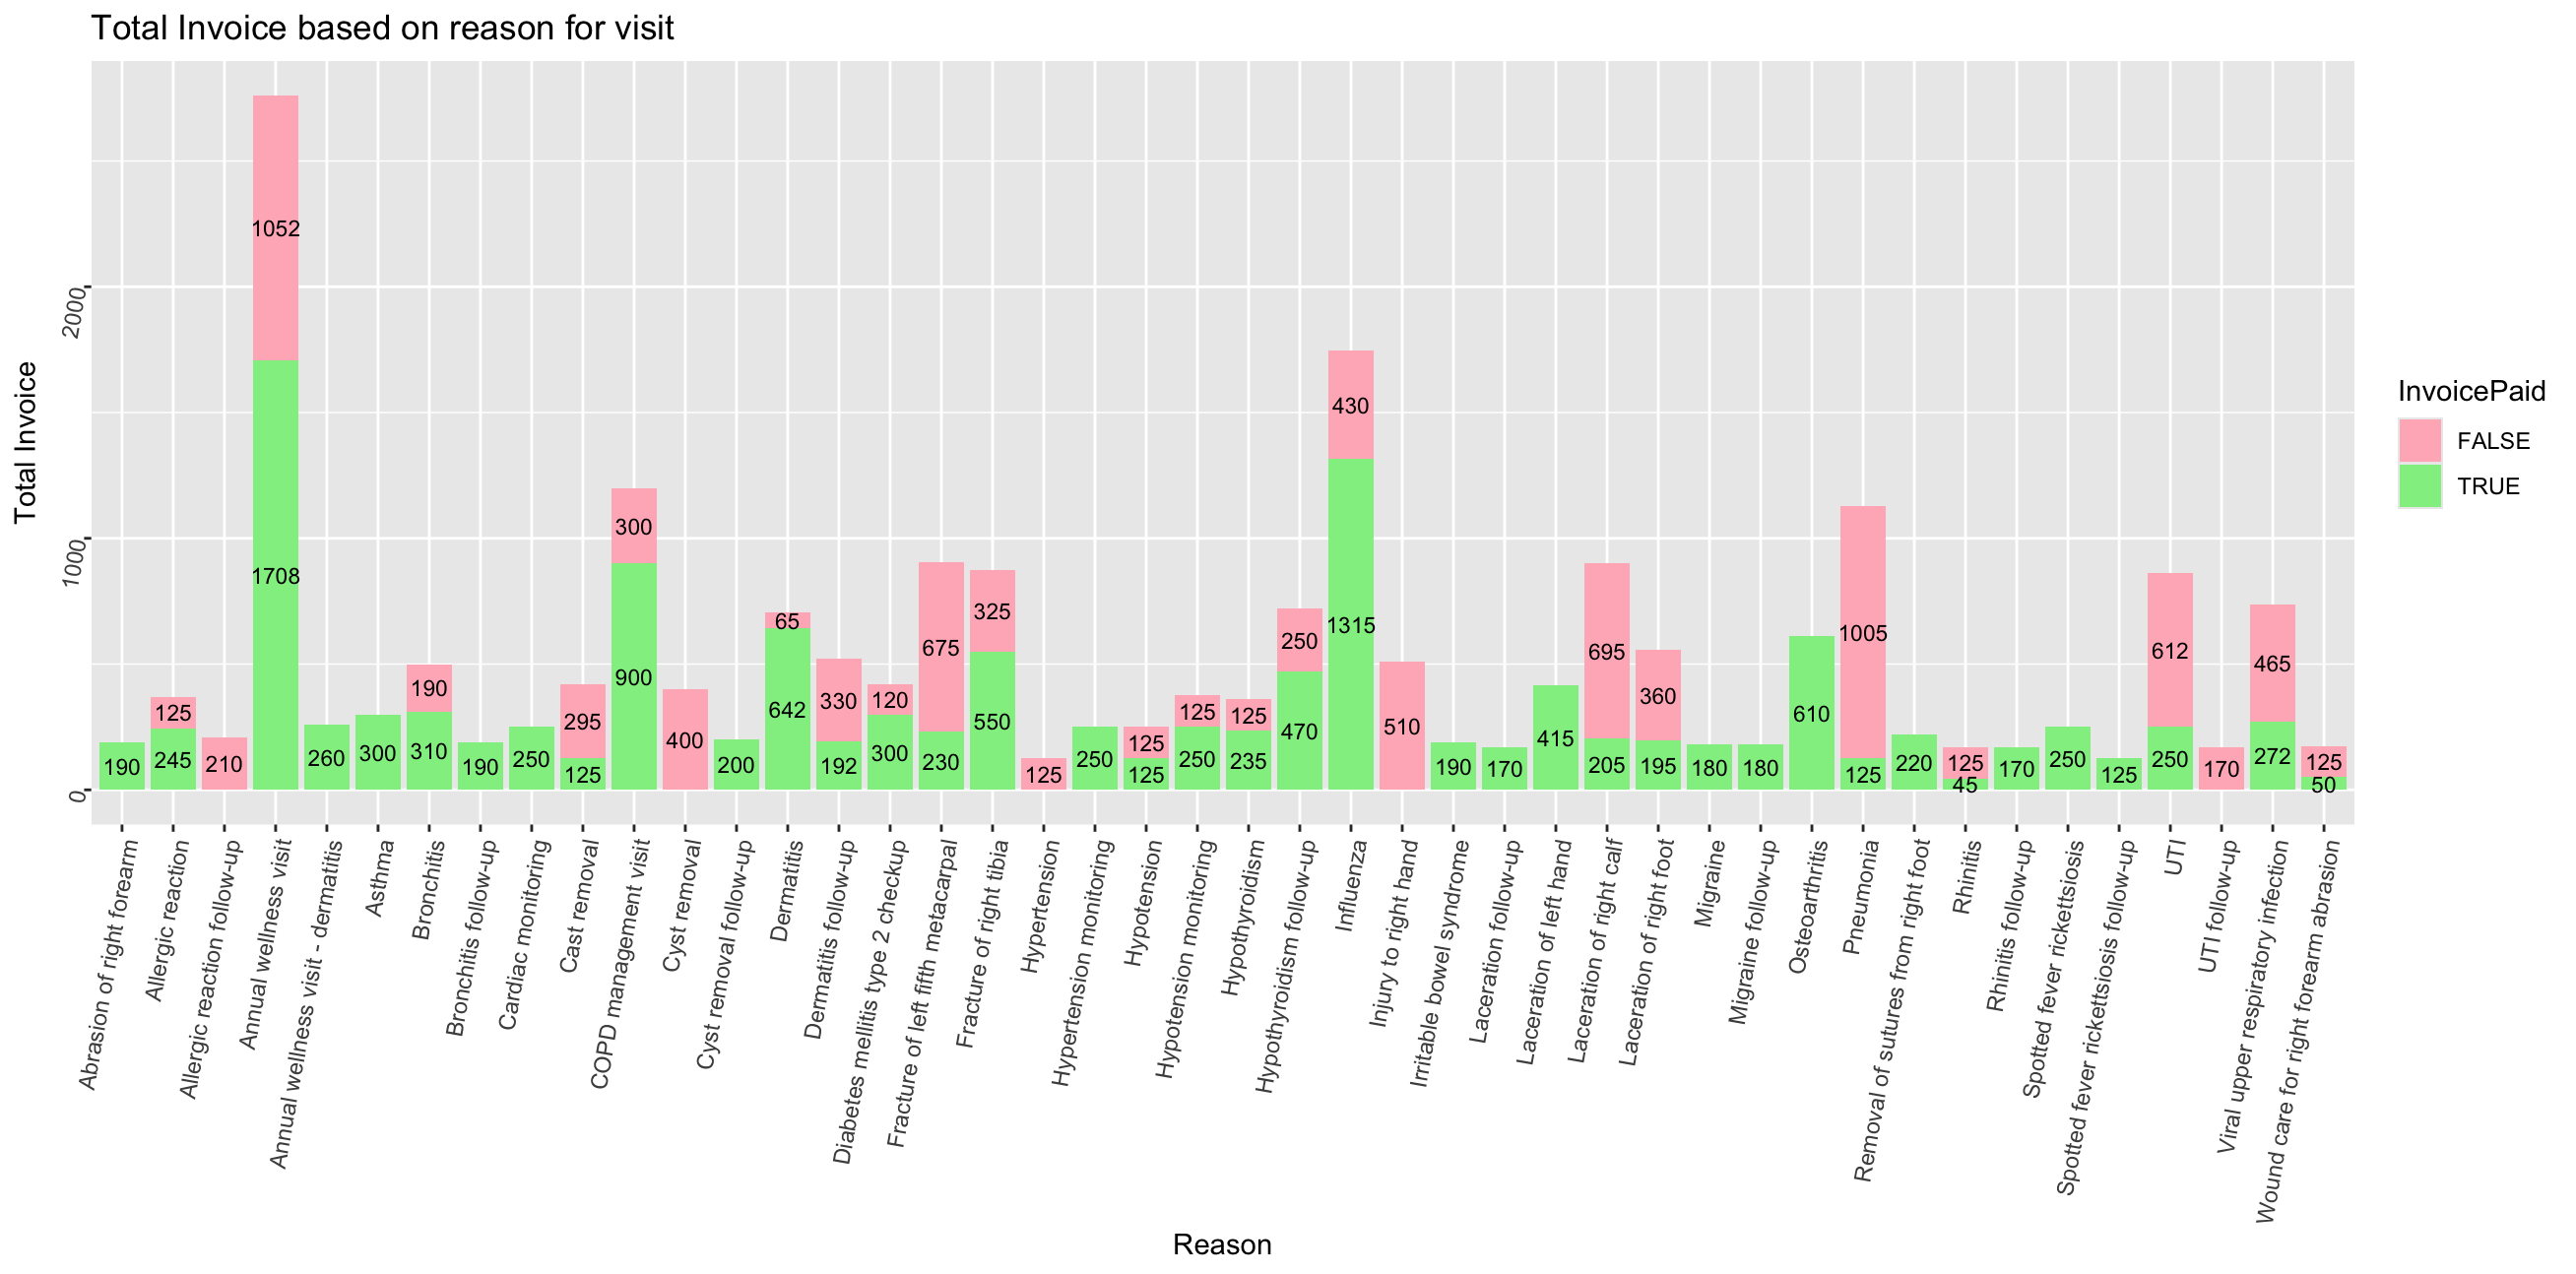 Total Invoice based on reason for visit
Total Invoice
2000
1000
0
190
125
245
210
1052
1708
260
300
190
310
190
250
295
125
300
900
400
200
65
642
330
192
120
300
675
230
325
550
125
250
125
125
125
250
125
235
250
470
430
1315
510
190
170
415
695
205
360
195
180
180
610
1005
125
220
125
45
170
250
125
612
250
170
465
272
125
50
Abrasion of right forearm
Allergic reaction
Allergic reaction follow-up
Annual wellness visit
Annual wellness visit - dermatitis
Asthma
Bronchitis
Bronchitis follow-up
Cardiac monitoring
Cast removal
COPD management visit
Cyst removal
Cyst removal follow-up
Dermatitis
Dermatitis follow-up
Diabetes mellitis type 2 checkup
Fracture of left fifth metacarpal
Fracture of right tibia
Hypertension
Hypertension monitoring
Hypotension
Hypotension monitoring
Hypothyroidism
Hypothyroidism follow-up
Influenza
Injury to right hand
Irritable bowel syndrome
Laceration follow-up
Laceration of left hand
Laceration of right calf
Laceration of right foot
Migraine
Migraine follow-up
Osteoarthritis
Pneumonia
Removal of sutures from right foot
Rhinitis
Rhinitis follow-up
Spotted fever rickettsiosis
Spotted fever rickettsiosis follow-up
UTI
UTI follow-up
Viral upper respiratory infection
Wound care for right forearm abrasion
Reason
InvoicePaid
FALSE
TRUE